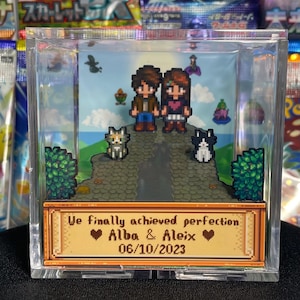 We finally achieved perfection
Alba & Aleix
06/10/2023